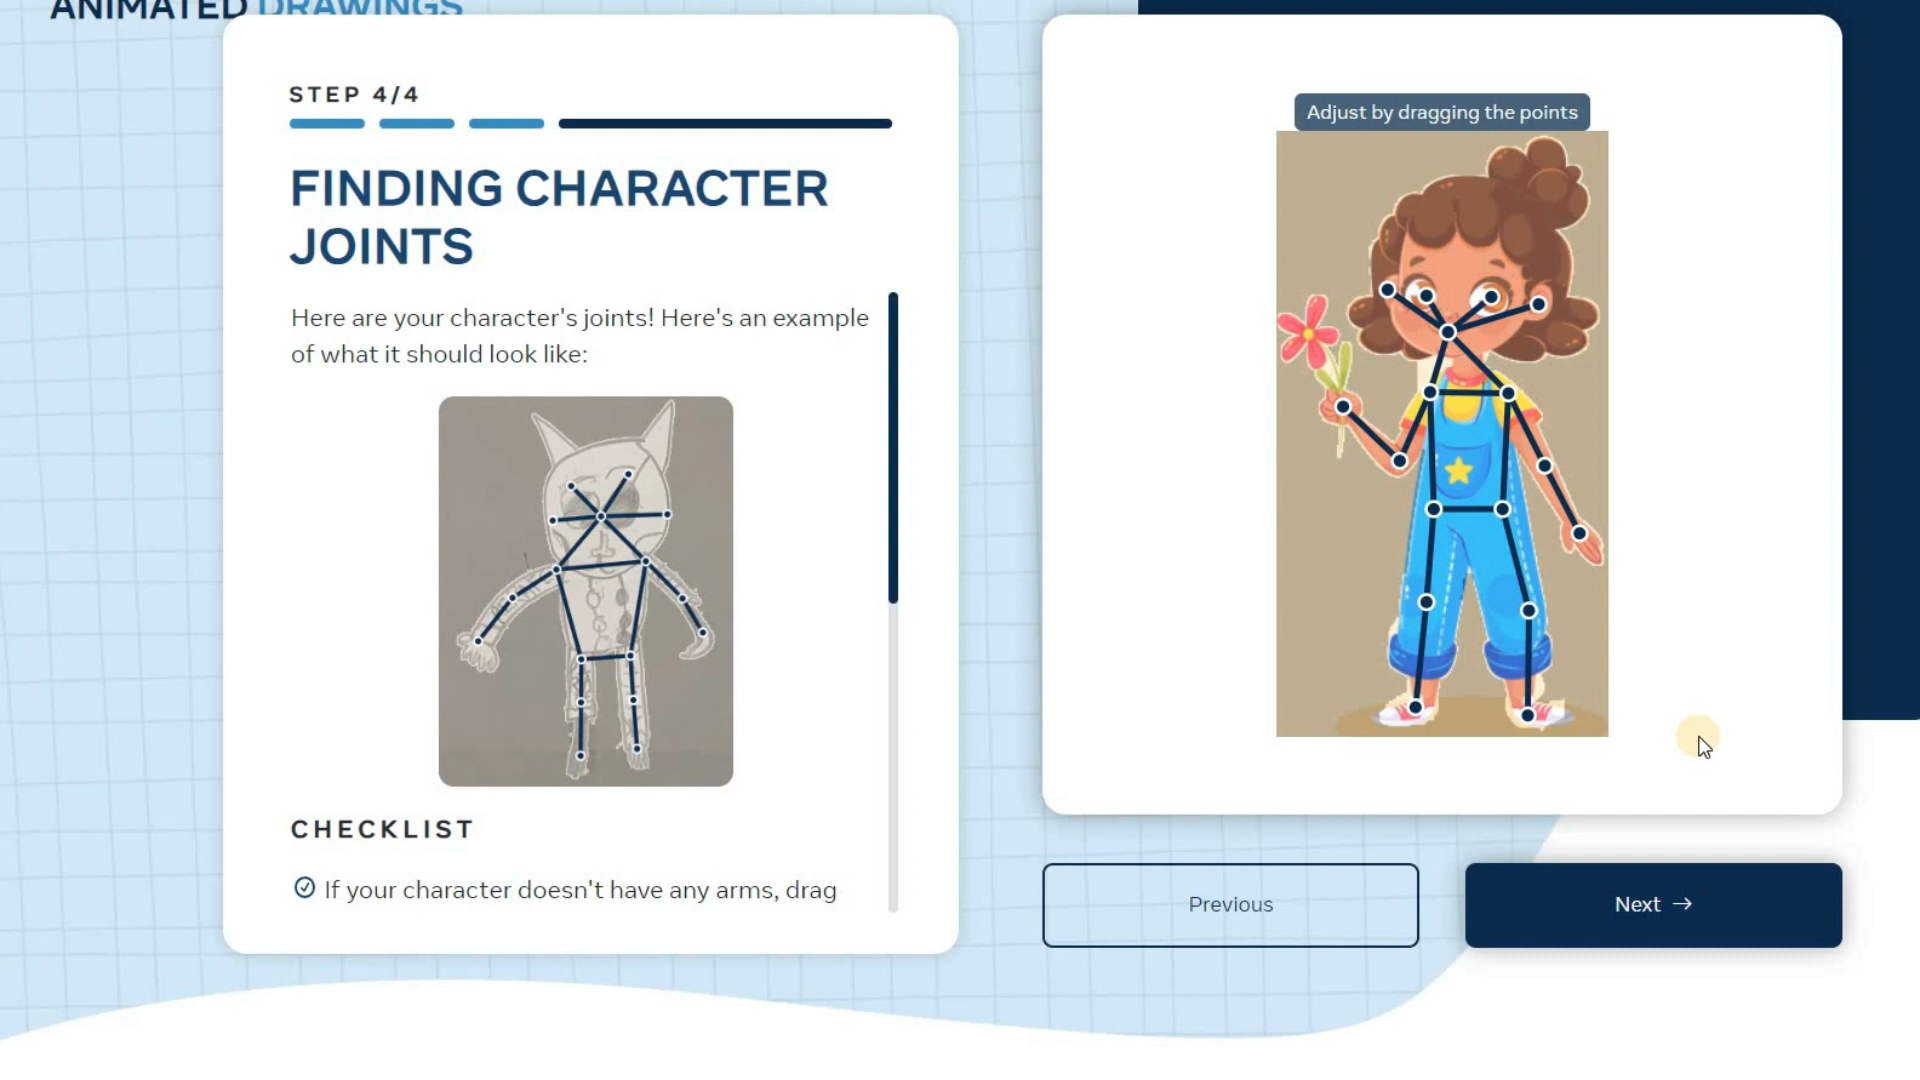 ANIMATED DRAWINGS
STEP 4/4
FINDING CHARACTER
JOINTS
Here are your character's joints! Here's an example
of what it should look like:
CHECKLIST
If your character doesn't have any arms, drag
Adjust by dragging the points
Previous
Next →